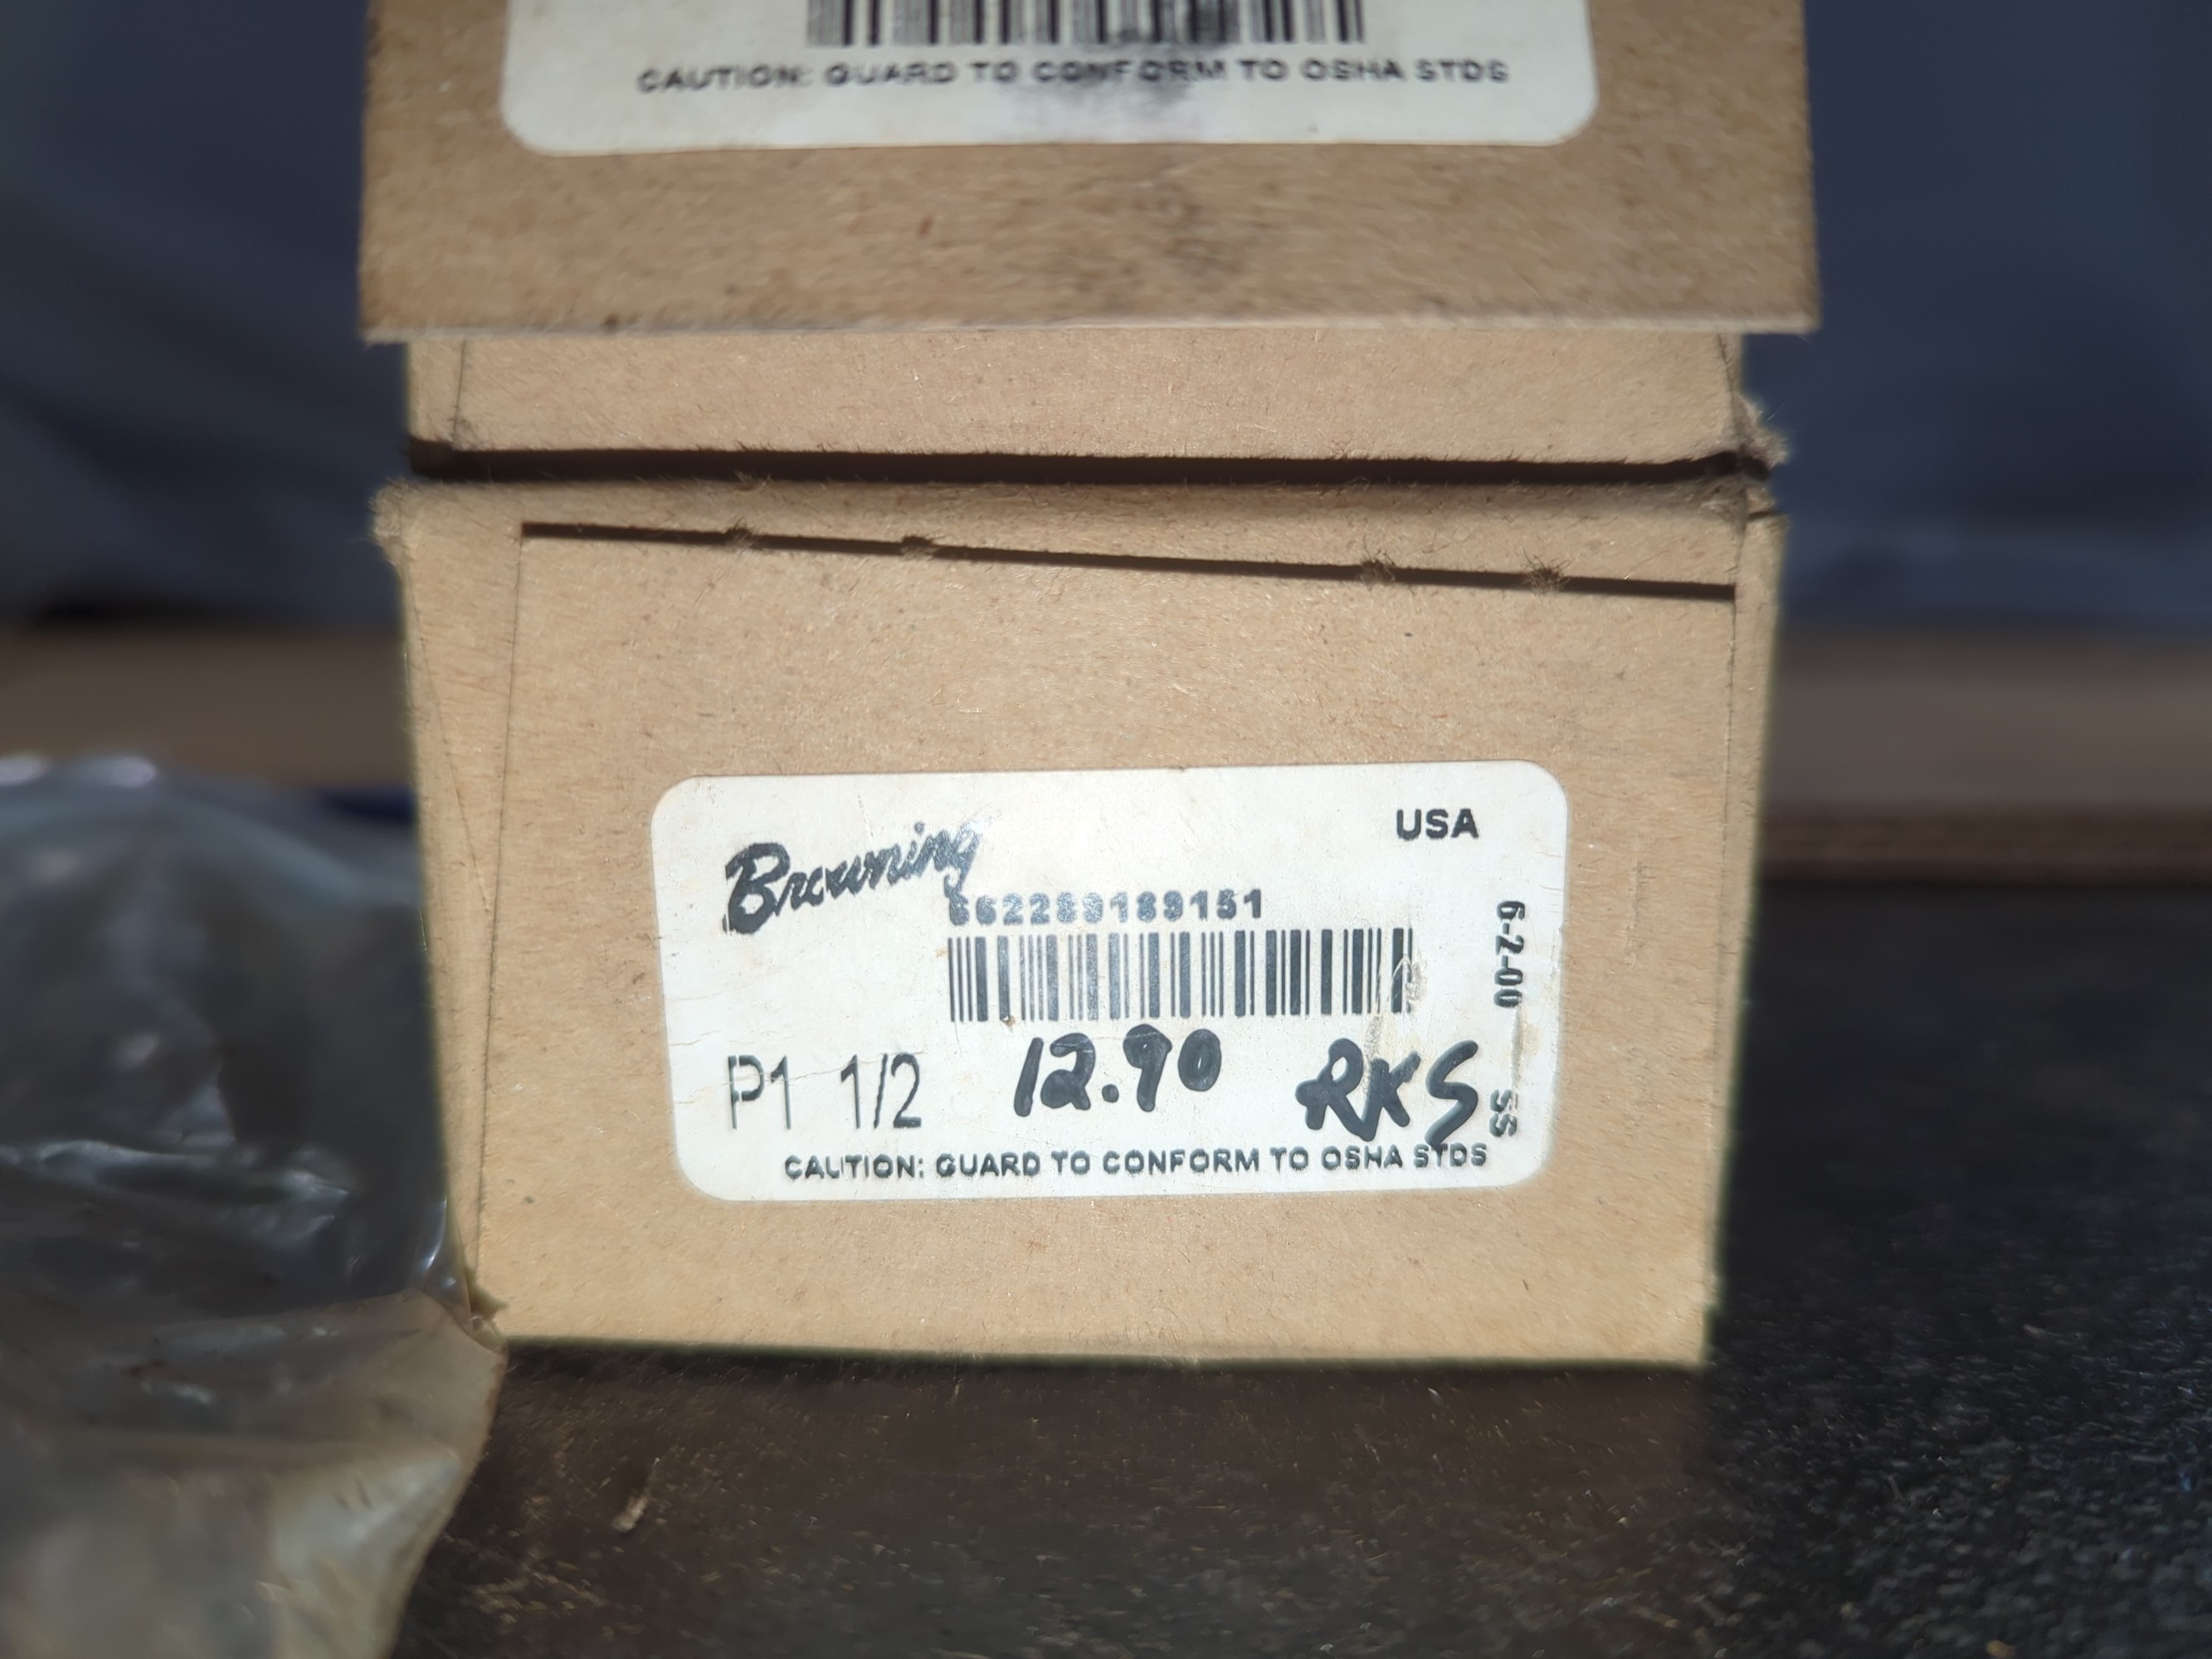 CAUTION: GUARD TO CONFORM TO OSHA STDS
Browning
USA
6-2-00 SS
P1 1/2
12.90
RKS
CAUTION: GUARD TO CONFORM TO OSHA STDS